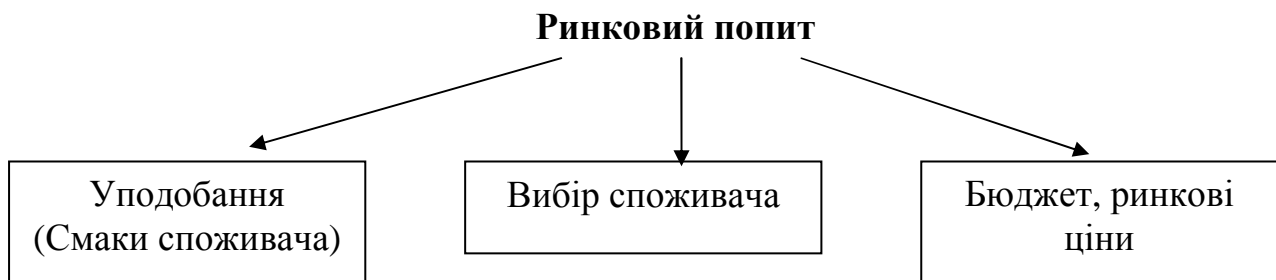 Ринковий попит
Уподобання
(Смаки споживача)
Вибір споживача
Бюджет, ринкові
ціни